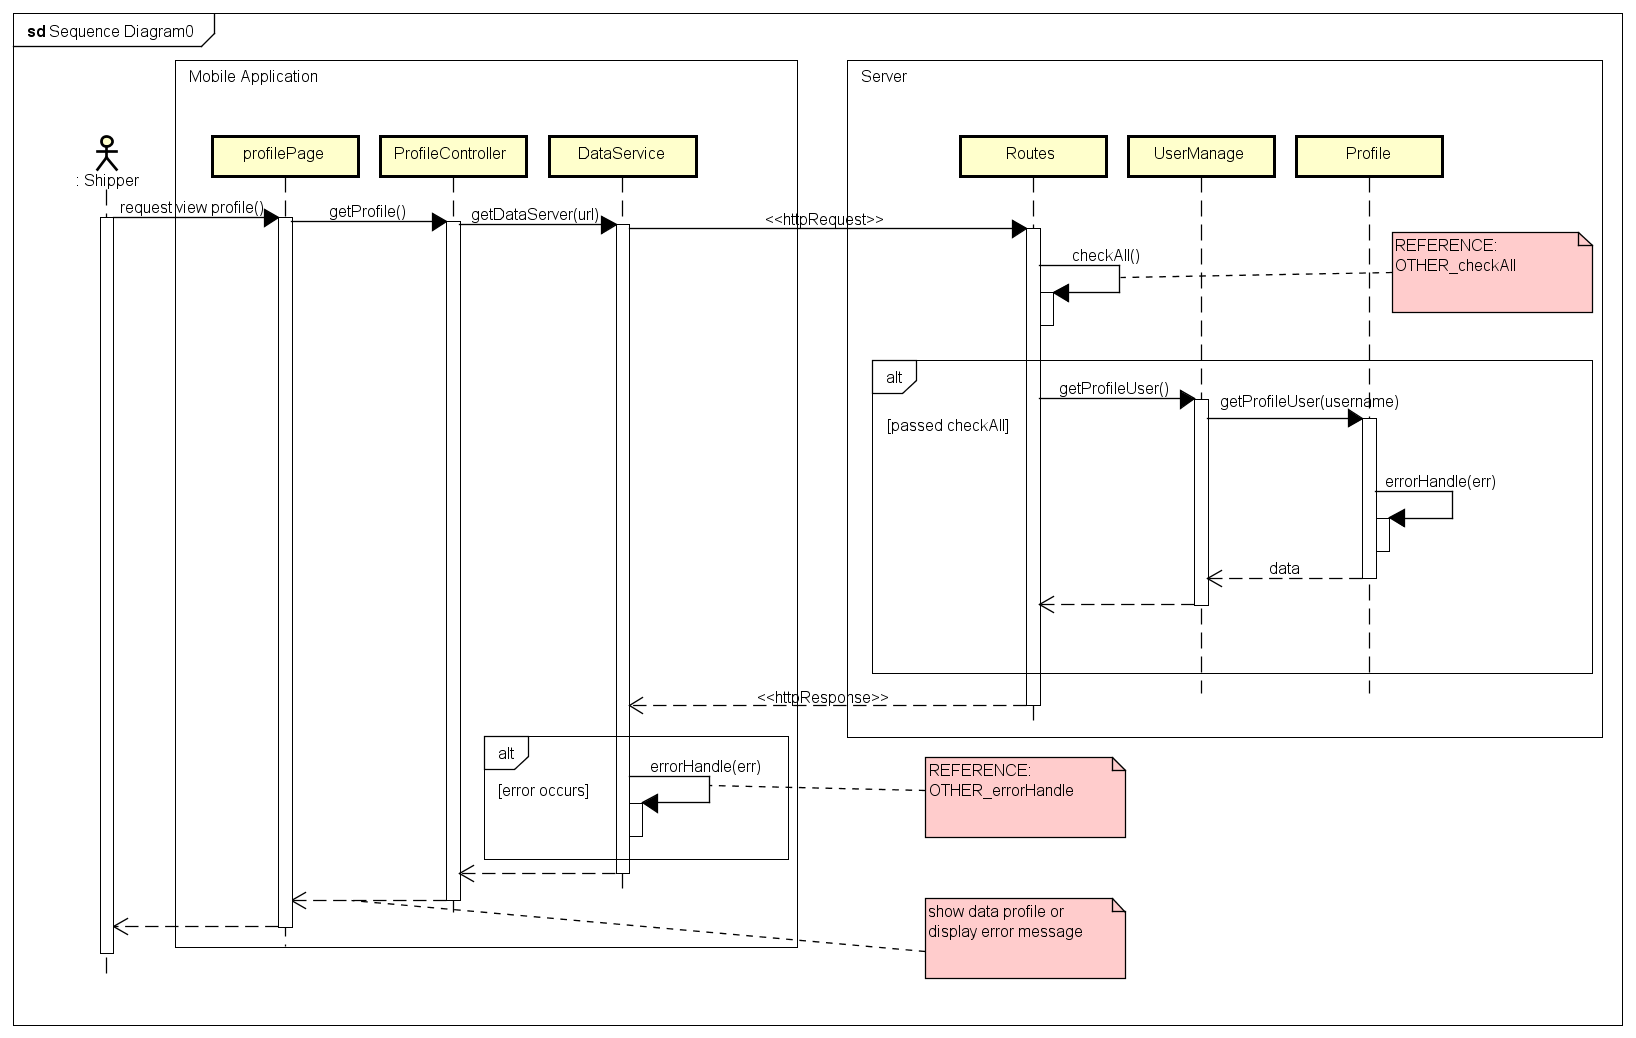 sd Sequence Diagram0
Mobile Application
Server
profilePage
ProfileController
DataService
Routes
UserManage
Profile
: Shipper
request view profile()
getProfile()
getDataServer(url)
<<httpRequest>>
checkAll()
REFERENCE:
OTHER_checkAll
alt
[passed checkAll]
getProfileUser()
getProfileUser(username)
errorHandle(err)
data
<<httpResponse>>
alt
[error occurs]
errorHandle(err)
REFERENCE:
OTHER_errorHandle
show data profile or
display error message